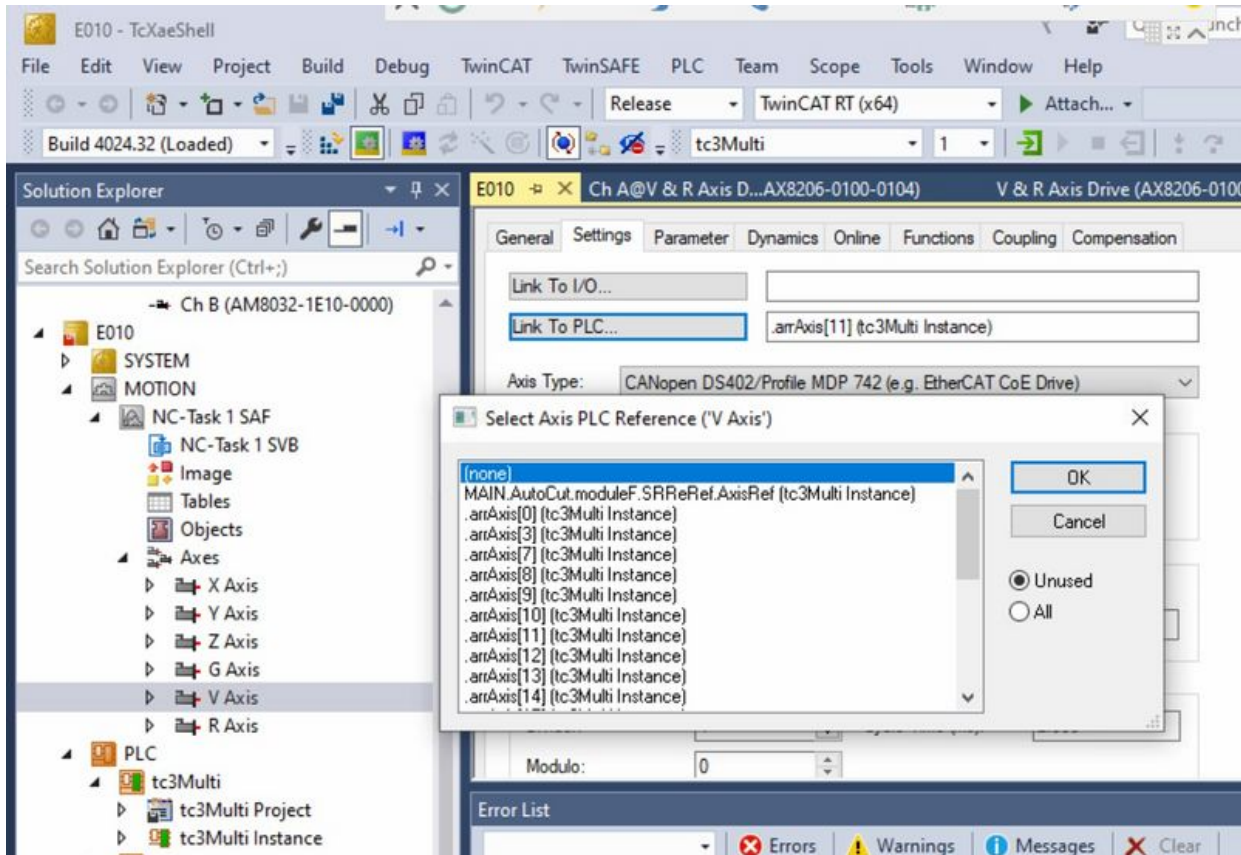 E010 - TcXaeShell
File Edit View Project Build Debug TwinCAT TwinSAFE PLC Team Scope Tools Window Help
Release TwinCAT RT (x64) Attach...
Build 4024.32 (Loaded) tc3Multi 1
Solution Explorer
Search Solution Explorer (Ctrl+;)
Ch B (AM8032-1E10-0000)
E010
SYSTEM
MOTION
NC-Task 1 SAF
NC-Task 1 SVB
Image
Tables
Objects
Axes
X Axis
Y Axis
Z Axis
G Axis
V Axis
R Axis
PLC
tc3Multi
tc3Multi Project
tc3Multi Instance
E010 Ch A@V & R Axis D...AX8206-0100-0104) V & R Axis Drive (AX8206-0100
General Settings Parameter Dynamics Online Functions Coupling Compensation
Link To I/O...
Link To PLC... .arrAxis[11] (tc3Multi Instance)
Axis Type: CANopen DS402/Profile MDP 742 (e.g. EtherCAT CoE Drive)
Select Axis PLC Reference ('V Axis')
(none)
MAIN.AutoCut.moduleF.SRReRef.AxisRef (tc3Multi Instance)
.arrAxis[0] (tc3Multi Instance)
.arrAxis[3] (tc3Multi Instance)
.arrAxis[7] (tc3Multi Instance)
.arrAxis[8] (tc3Multi Instance)
.arrAxis[9] (tc3Multi Instance)
.arrAxis[10] (tc3Multi Instance)
.arrAxis[11] (tc3Multi Instance)
.arrAxis[12] (tc3Multi Instance)
.arrAxis[13] (tc3Multi Instance)
.arrAxis[14] (tc3Multi Instance)
OK
Cancel
Unused
All
Modulo: 0
Error List
Errors Warnings Messages Clear